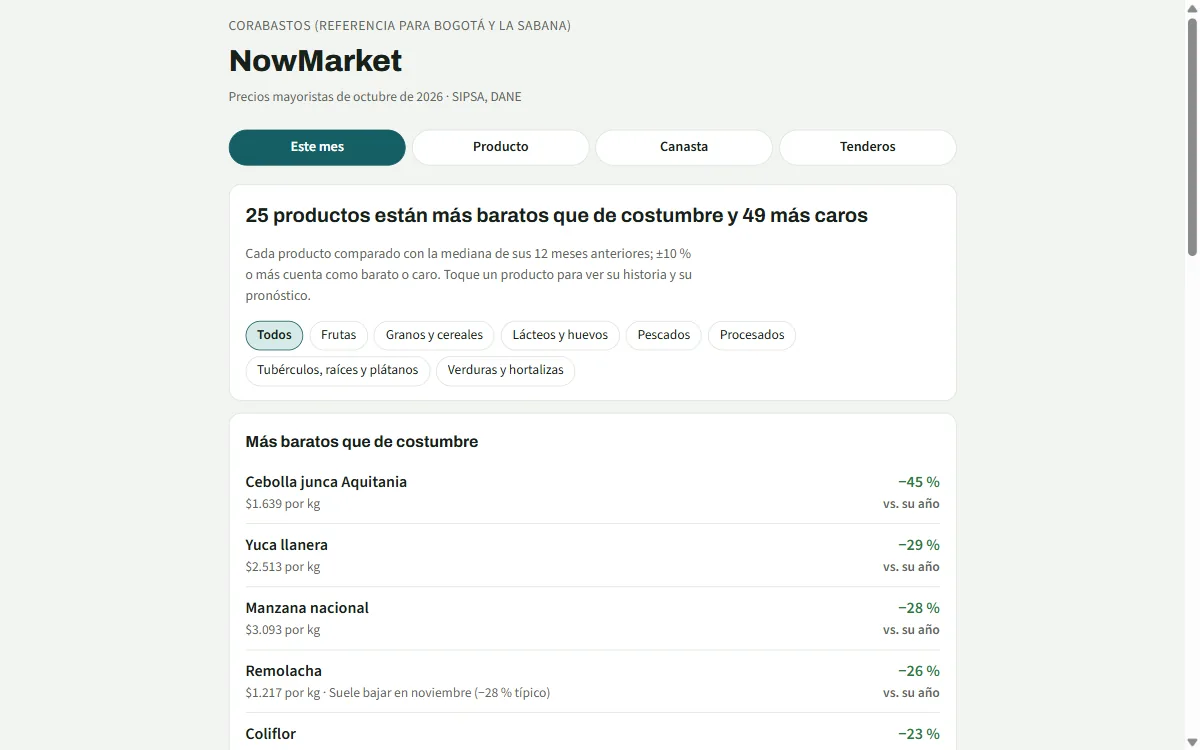 CORABASTOS (REFERENCIA PARA BOGOTÁ Y LA SABANA)
NowMarket
Precios mayoristas de octubre de 2026 · SIPSA, DANE
Este mes
Producto
Canasta
Tenderos
25 productos están más baratos que de costumbre y 49 más caros
Cada producto comparado con la mediana de sus 12 meses anteriores; ±10 %
o más cuenta como barato o caro. Toque un producto para ver su historia y su
pronóstico.
Todos
Frutas
Granos y cereales
Lácteos y huevos
Pescados
Procesados
Tubérculos, raíces y plátanos
Verduras y hortalizas
Más baratos que de costumbre
Cebolla junca Aquitania
−45 %
$1.639 por kg
vs. su año
Yuca llanera
−29 %
$2.513 por kg
vs. su año
Manzana nacional
−28 %
$3.093 por kg
vs. su año
Remolacha
−26 %
$1.217 por kg · Suele bajar en noviembre (−28 % típico)
vs. su año
Coliflor
−23 %